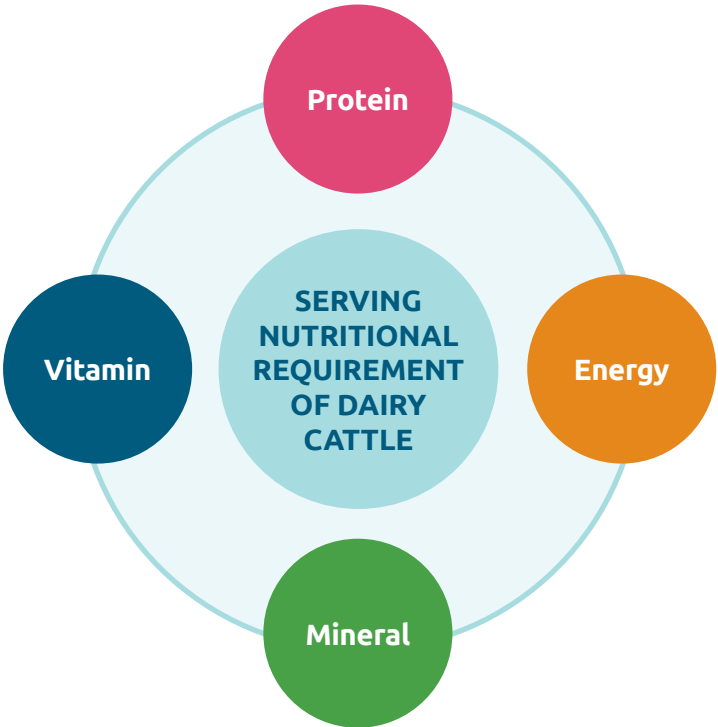 Protein
SERVING
NUTRITIONAL
REQUIREMENT
OF DAIRY
CATTLE
Vitamin
Energy
Mineral